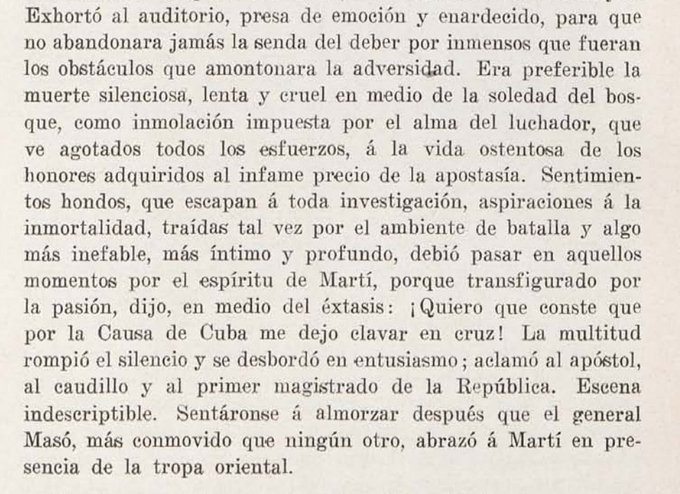 Exhortó al auditorio, presa de emoción y enardecido, para que
no abandonara jamás la senda del deber por inmensos que fueran
los obstáculos que amontonara la adversidad. Era preferible la
muerte silenciosa, lenta y cruel en medio de la soledad del bos-
que, como inmolación impuesta por el alma del luchador, que
ve agotados todos los esfuerzos, á la vida ostentosa de los
honores adquiridos al infame precio de la apostasía. Sentimien-
tos hondos, que escapan á toda investigación, aspiraciones á la
inmortalidad, traídas tal vez por el ambiente de batalla y algo
más inefable, más íntimo y profundo, debió pasar en aquellos
momentos por el espíritu de Martí, porque transfigurado por
la pasión, dijo, en medio del éxtasis: ¡Quiero que conste que
por la Causa de Cuba me dejo clavar en cruz! La multitud
rompió el silencio y se desbordó en entusiasmo; aclamó al apóstol,
al caudillo y al primer magistrado de la República. Escena
indescriptible. Sentáronse á almorzar después que el general
Masó, más conmovido que ningún otro, abrazó á Martí en pre-
sencia de la tropa oriental.